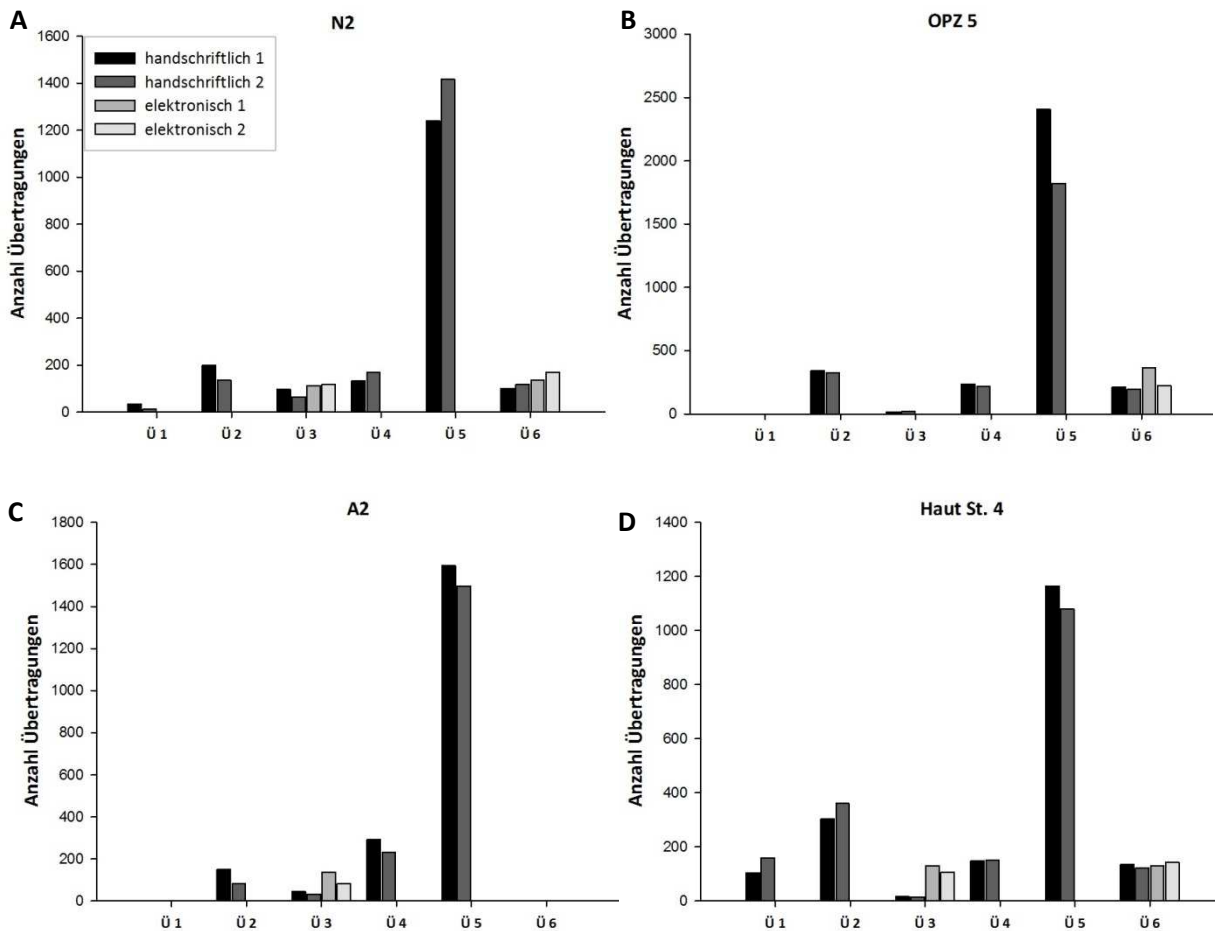 A
N2
1600
1400
1200
1000
800
600
400
200
0
Anzahl Übertragungen
handschriftlich 1
handschriftlich 2
elektronisch 1
elektronisch 2
Ü 1 Ü 2 Ü 3 Ü 4 Ü 5 Ü 6
B
OPZ 5
3000
2500
2000
1500
1000
500
0
Anzahl Übertragungen
Ü 1 Ü 2 Ü 3 Ü 4 Ü 5 Ü 6
C
A2
1800
1600
1400
1200
1000
800
600
400
200
0
Anzahl Übertragungen
Ü 1 Ü 2 Ü 3 Ü 4 Ü 5 Ü 6
D
Haut St. 4
1400
1200
1000
800
600
400
200
0
Anzahl Übertragungen
Ü 1 Ü 2 Ü 3 Ü 4 Ü 5 Ü 6